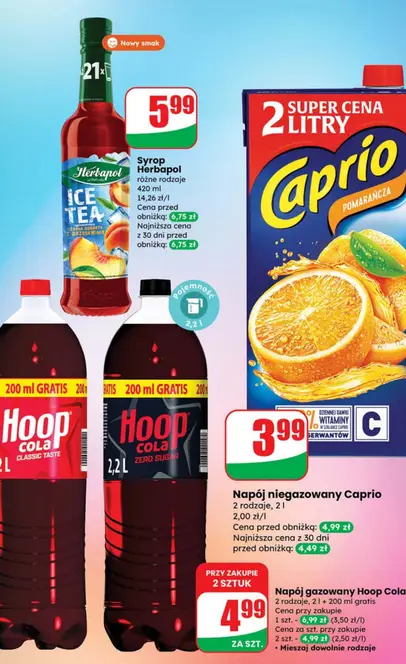 Nowy smak
21x
Herbapol
ICE
TEA
5 99
Syrop
Herbapol
różne rodzaje
420 ml
14,26 zł/l
Cena przed
obniżką: 6,75 zł
Najniższa cena
z 30 dni przed
obniżką: 6,75 zł
2 SUPER CENA
LITRY
Caprio
POMARAŃCZA
WITAMINY
C
Pojemność
2,2 l
200 ml GRATIS
200 ml GRATIS
Hoop
COLA
CLASSIC TASTE
2 L
Hoop
COLA
ZERO SUGAR
2,2 L
3 99
Napój niegazowany Caprio
2 rodzaje, 2 l
2,00 zł/l
Cena przed obniżką: 4,99 zł
Najniższa cena z 30 dni
przed obniżką: 4,49 zł
PRZY ZAKUPIE
2 SZTUK
4 99
ZA SZT.
Napój gazowany Hoop Cola
2 rodzaje, 2 l + 200 ml gratis
Cena przy zakupie
1 szt. - 6,99 zł (3,50 zł/l)
Cena za szt. przy zakupie
2 szt. - 4,99 zł (2,50 zł/l)
• Mieszaj dowolnie rodzaje